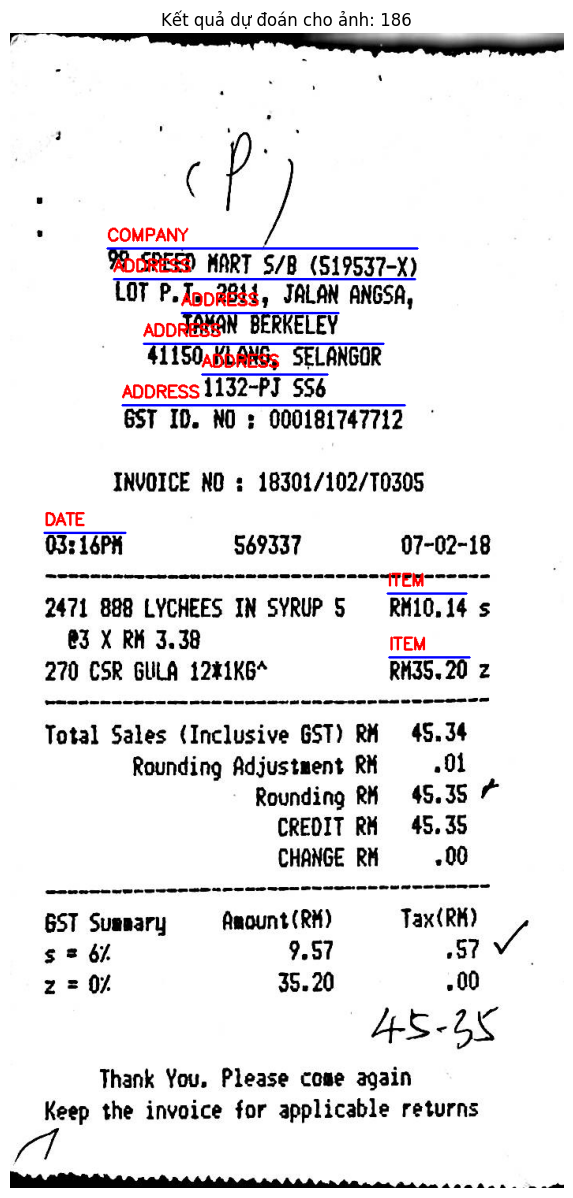 Kết quả dự đoán cho ảnh: 186
(P)
COMPANY
99 SPEED MART S/B (519537-X)
ADDRESS
LOT P.T. 2811, JALAN ANGSA,
ADDRESS
TAMAN BERKELEY
ADDRESS
41150 KLANG, SELANGOR
ADDRESS
1132-PJ SS6
ADDRESS
GST ID. NO : 000181747712
INVOICE NO : 18301/102/T0305
DATE
03:16PM 569337 07-02-18
ITEM
2471 888 LYCHEES IN SYRUP 5 RM10.14 s
@3 X RM 3.38
ITEM
270 CSR GULA 12*1KG^ RM35.20 z
Total Sales (Inclusive GST) RM 45.34
Rounding Adjustment RM .01
Rounding RM 45.35
CREDIT RM 45.35
CHANGE RM .00
GST Summary Amount(RM) Tax(RM)
s = 6% 9.57 .57
z = 0% 35.20 .00
45-35
Thank You. Please come again
Keep the invoice for applicable returns